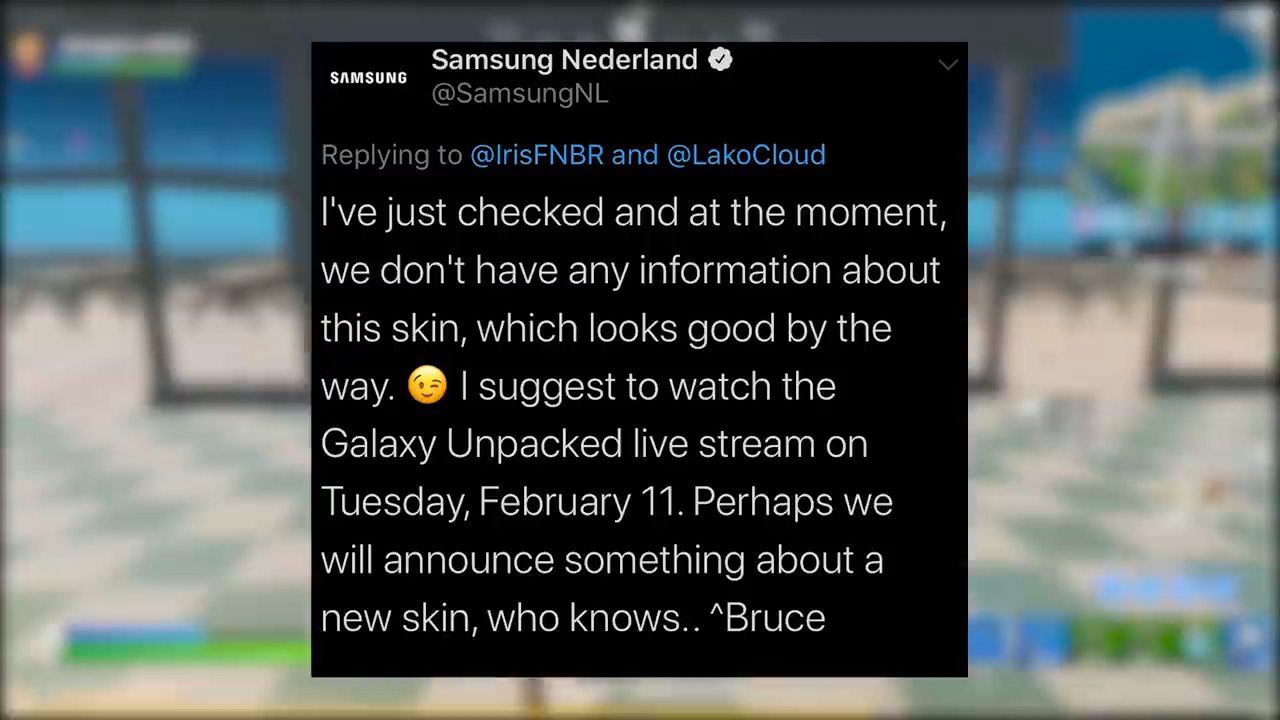 Samsung Nederland
SAMSUNG
@SamsungNL
Replying to @IrisFNBR and @LakoCloud
I've just checked and at the moment,
we don't have any information about
this skin, which looks good by the
way. 😉 I suggest to watch the
Galaxy Unpacked live stream on
Tuesday, February 11. Perhaps we
will announce something about a
new skin, who knows.. ^Bruce